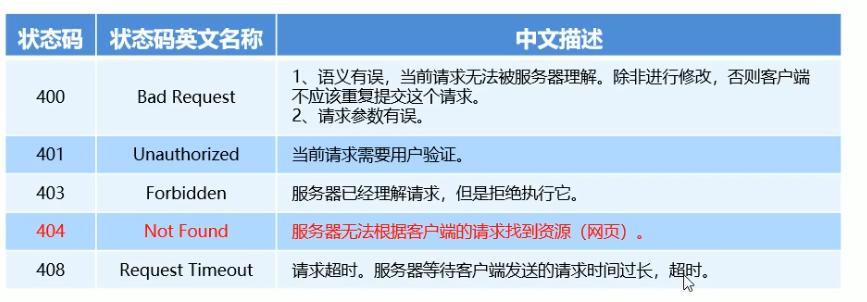 状态码 状态码英文名称 中文描述
400 Bad Request 1、语义有误，当前请求无法被服务器理解。除非进行修改，否则客户端
不应该重复提交这个请求。
2、请求参数有误。
401 Unauthorized 当前请求需要用户验证。
403 Forbidden 服务器已经理解请求，但是拒绝执行它。
404 Not Found 服务器无法根据客户端的请求找到资源（网页）。
408 Request Timeout 请求超时。服务器等待客户端发送的请求时间过长，超时。